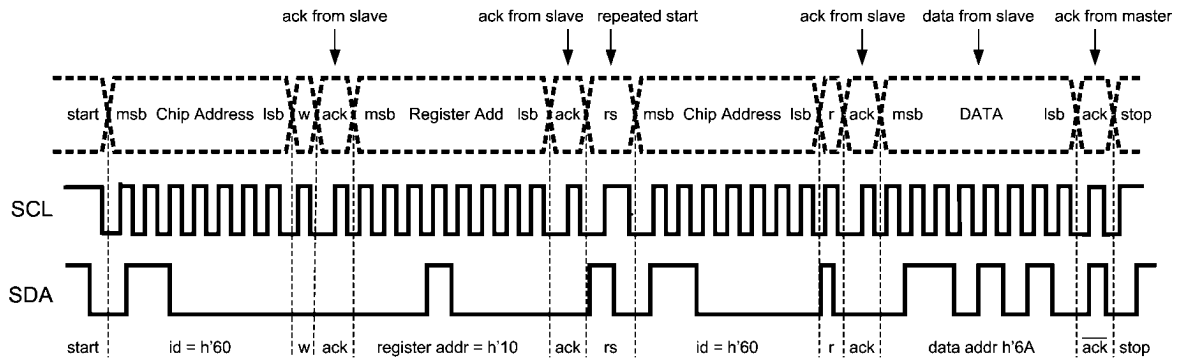 ack from slave ack from slave repeated start ack from slave data from slave ack from master
start msb Chip Address lsb w ack msb Register Add lsb ack rs msb Chip Address lsb r ack msb DATA lsb ack stop
SCL
SDA
start id = h'60 w ack register addr = h'10 ack rs id = h'60 r ack data addr h'6A ack stop